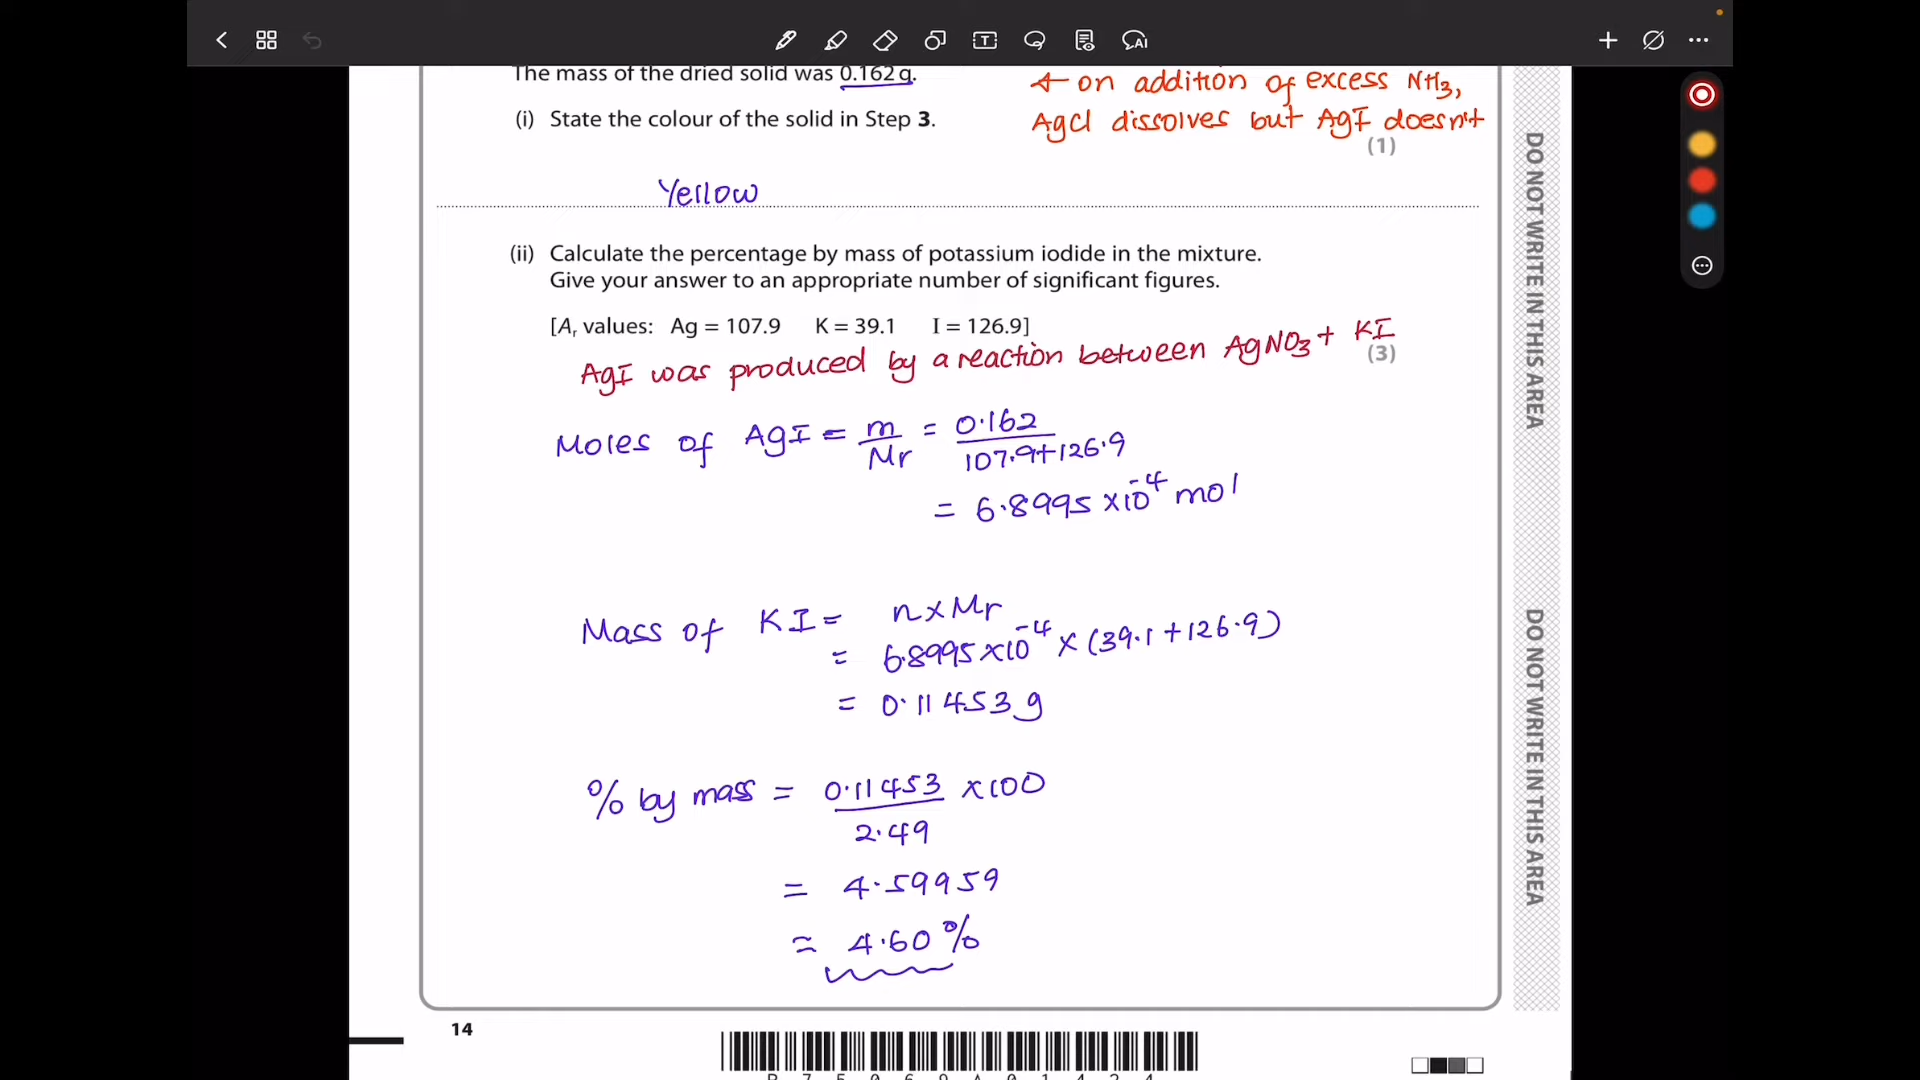 The mass of the dried solid was 0.162 g.
on addition of excess NH3,
AgCl dissolves but AgI doesn't
(i) State the colour of the solid in Step 3.
(1)
Yellow
(ii) Calculate the percentage by mass of potassium iodide in the mixture.
Give your answer to an appropriate number of significant figures.
[Ar values: Ag = 107.9 K = 39.1 I = 126.9]
(3)
AgI was produced by a reaction between AgNO3 + KI
Moles of AgI = m/Mr = 0.162/107.9+126.9
= 6.8995 ×10⁻⁴ mol
Mass of KI = n×Mr
= 6.8995×10⁻⁴ × (39.1 + 126.9)
= 0.11453 g
% by mass = 0.11453/2.49 ×100
= 4.59959
≈ 4.60 %
14
DO NOT WRITE IN THIS AREA
DO NOT WRITE IN THIS AREA
T
AI